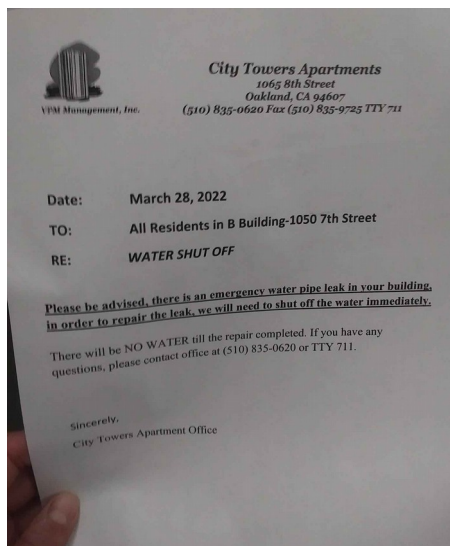 City Towers Apartments
1065 8th Street
Oakland, CA 94607
VPM Management, Inc.
(510) 835-0620 Fax (510) 835-9725 TTY 711
Date: March 28, 2022
TO: All Residents in B Building-1050 7th Street
RE: WATER SHUT OFF
Please be advised, there is an emergency water pipe leak in your building,
in order to repair the leak, we will need to shut off the water immediately.
There will be NO WATER till the repair completed. If you have any
questions, please contact office at (510) 835-0620 or TTY 711.
Sincerely,
City Towers Apartment Office